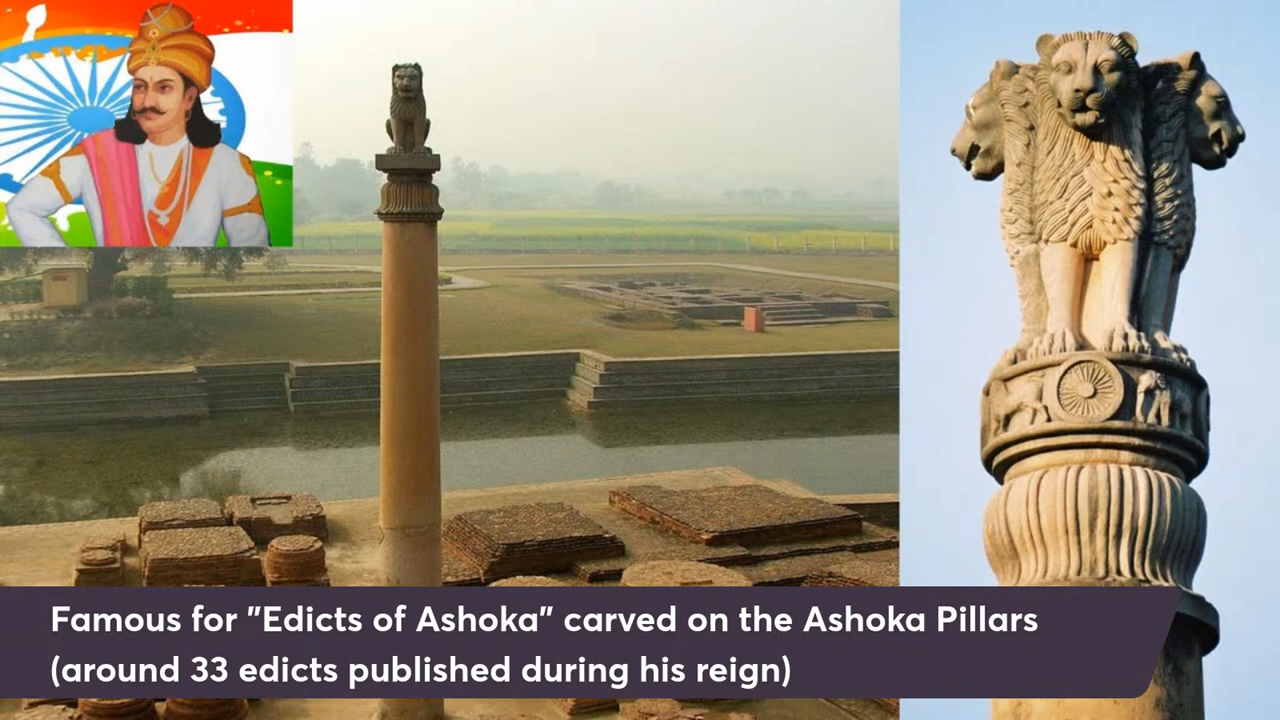 Famous for "Edicts of Ashoka" carved on the Ashoka Pillars
(around 33 edicts published during his reign)